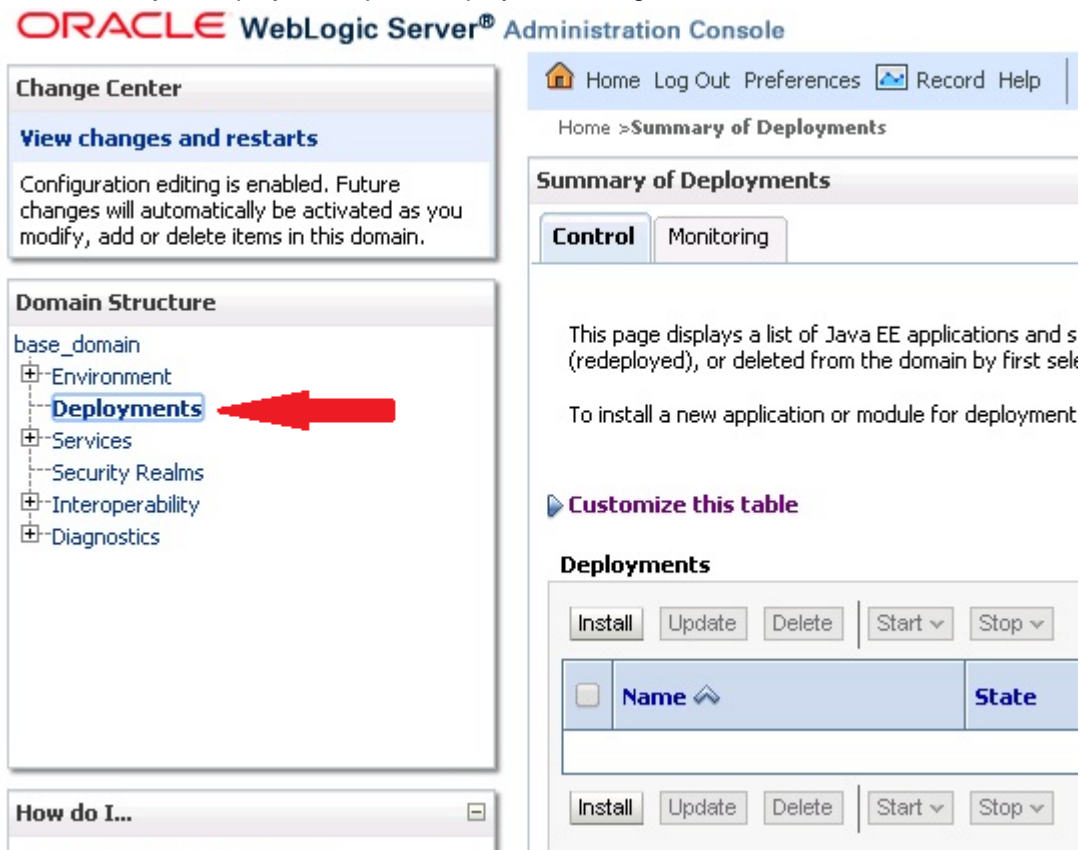 ORACLE WebLogic Server® Administration Console
Change Center
View changes and restarts
Configuration editing is enabled. Future
changes will automatically be activated as you
modify, add or delete items in this domain.
Domain Structure
base_domain
Environment
Deployments
Services
Security Realms
Interoperability
Diagnostics
How do I...
Home Log Out Preferences Record Help
Home >Summary of Deployments
Summary of Deployments
Control Monitoring
This page displays a list of Java EE applications and s
(redeployed), or deleted from the domain by first sele
To install a new application or module for deployment
Customize this table
Deployments
Install Update Delete Start Stop
Name State
Install Update Delete Start Stop